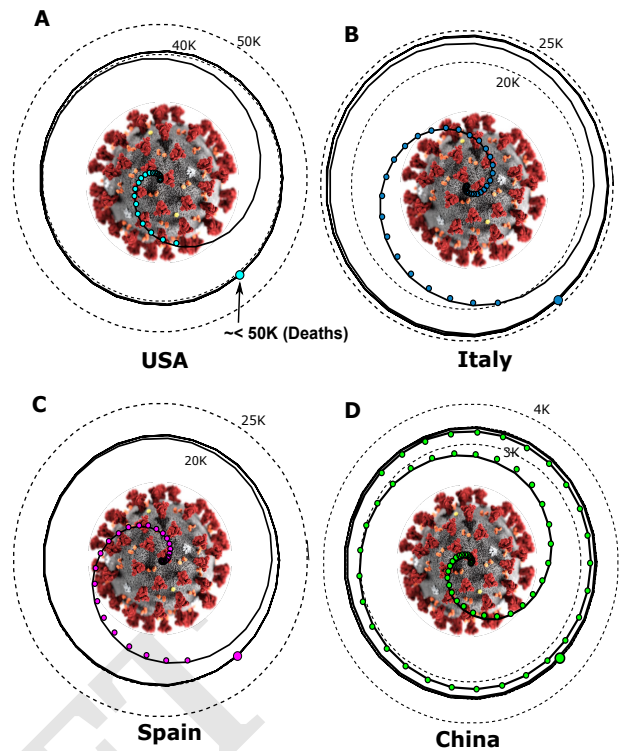 A
50K
40K
~< 50K (Deaths)
USA
B
25K
20K
Italy
C
25K
20K
Spain
D
4K
3K
China